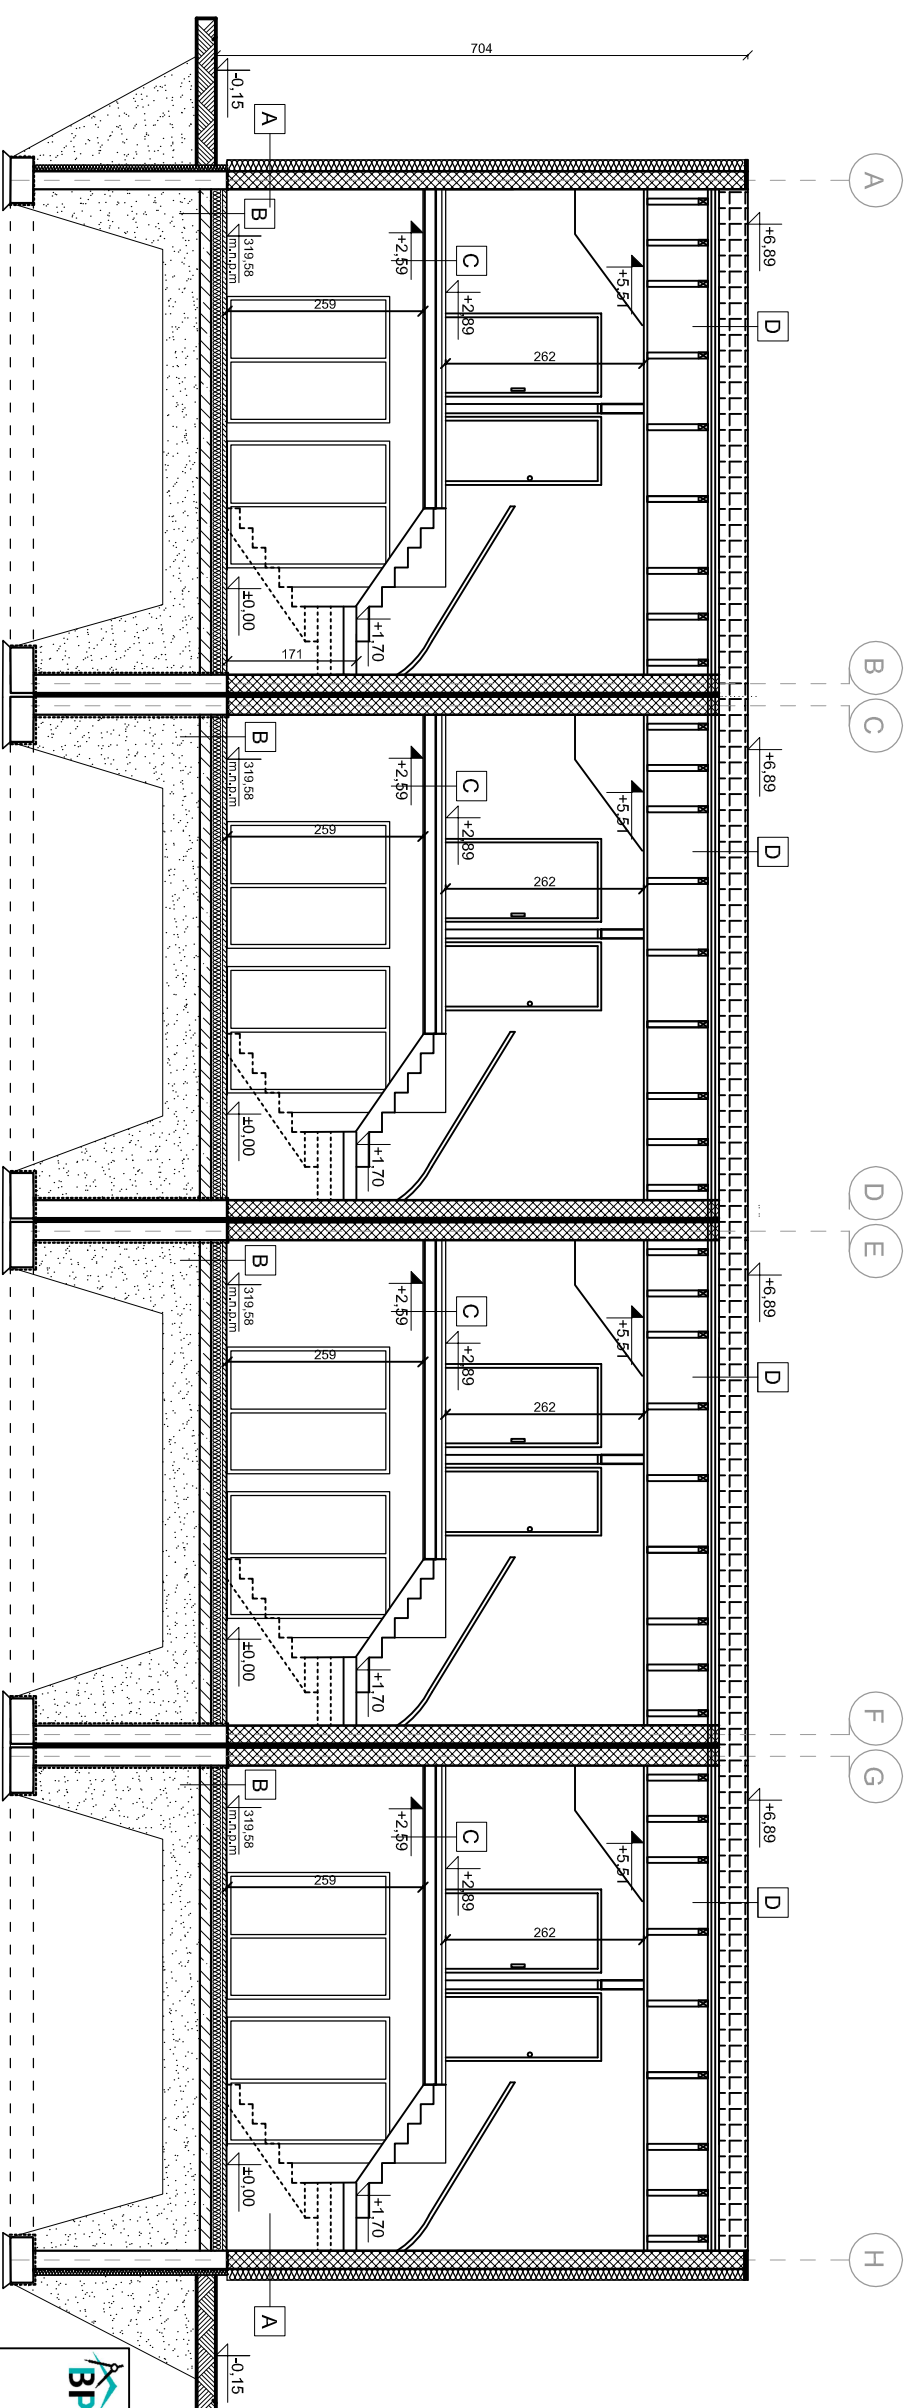 A
B
C
D
E
F
G
H
704
-0,15
A
+6,89
D
+5,51
C
+2,89
+2,59
262
259
B
319,58
m.n.p.m
±0,00
+1,70
171
+6,89
D
+5,51
C
+2,89
+2,59
262
259
B
319,58
m.n.p.m
±0,00
+1,70
+6,89
D
+5,51
C
+2,89
+2,59
262
259
B
319,58
m.n.p.m
±0,00
+1,70
+6,89
D
+5,51
C
+2,89
+2,59
262
259
B
319,58
m.n.p.m
±0,00
+1,70
A
-0,15
BP